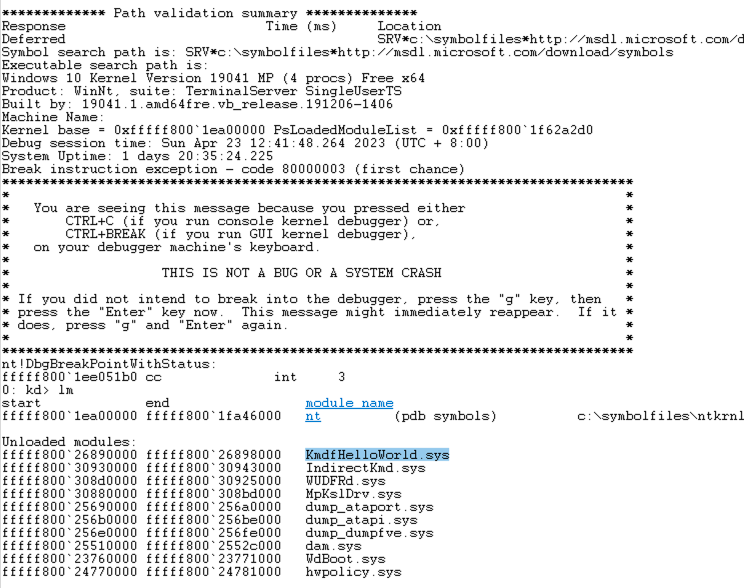 ************* Path validation summary **************
Response Time (ms) Location
Deferred SRV*c:\symbolfiles*http://msdl.microsoft.com/d
Symbol search path is: SRV*c:\symbolfiles*http://msdl.microsoft.com/download/symbols
Executable search path is:
Windows 10 Kernel Version 19041 MP (4 procs) Free x64
Product: WinNt, suite: TerminalServer SingleUserTS
Built by: 19041.1.amd64fre.vb_release.191206-1406
Machine Name:
Kernel base = 0xfffff800`1ea00000 PsLoadedModuleList = 0xfffff800`1f62a2d0
Debug session time: Sun Apr 23 12:41:48.264 2023 (UTC + 8:00)
System Uptime: 1 days 20:35:24.225
Break instruction exception - code 80000003 (first chance)
*******************************************************************************
* *
* You are seeing this message because you pressed either *
* CTRL+C (if you run console kernel debugger) or, *
* CTRL+BREAK (if you run GUI kernel debugger), *
* on your debugger machine's keyboard. *
* *
* THIS IS NOT A BUG OR A SYSTEM CRASH *
* *
* If you did not intend to break into the debugger, press the "g" key, then *
* press the "Enter" key now. This message might immediately reappear. If it *
* does, press "g" and "Enter" again. *
* *
*******************************************************************************
nt!DbgBreakPointWithStatus:
fffff800`1ee051b0 cc int 3
0: kd> lm
start end module name
fffff800`1ea00000 fffff800`1fa46000 nt (pdb symbols) c:\symbolfiles\ntkrnl
Unloaded modules:
fffff800`26890000 fffff800`26898000 KmdfHelloWorld.sys
fffff800`30930000 fffff800`30943000 IndirectKmd.sys
fffff800`308d0000 fffff800`30925000 WUDFRd.sys
fffff800`30880000 fffff800`308bd000 MpKslDrv.sys
fffff800`25690000 fffff800`256a0000 dump_ataport.sys
fffff800`256b0000 fffff800`256be000 dump_atapi.sys
fffff800`256e0000 fffff800`256fe000 dump_dumpfve.sys
fffff800`25510000 fffff800`2552c000 dam.sys
fffff800`23760000 fffff800`23771000 WdBoot.sys
fffff800`24770000 fffff800`24781000 hwpolicy.sys